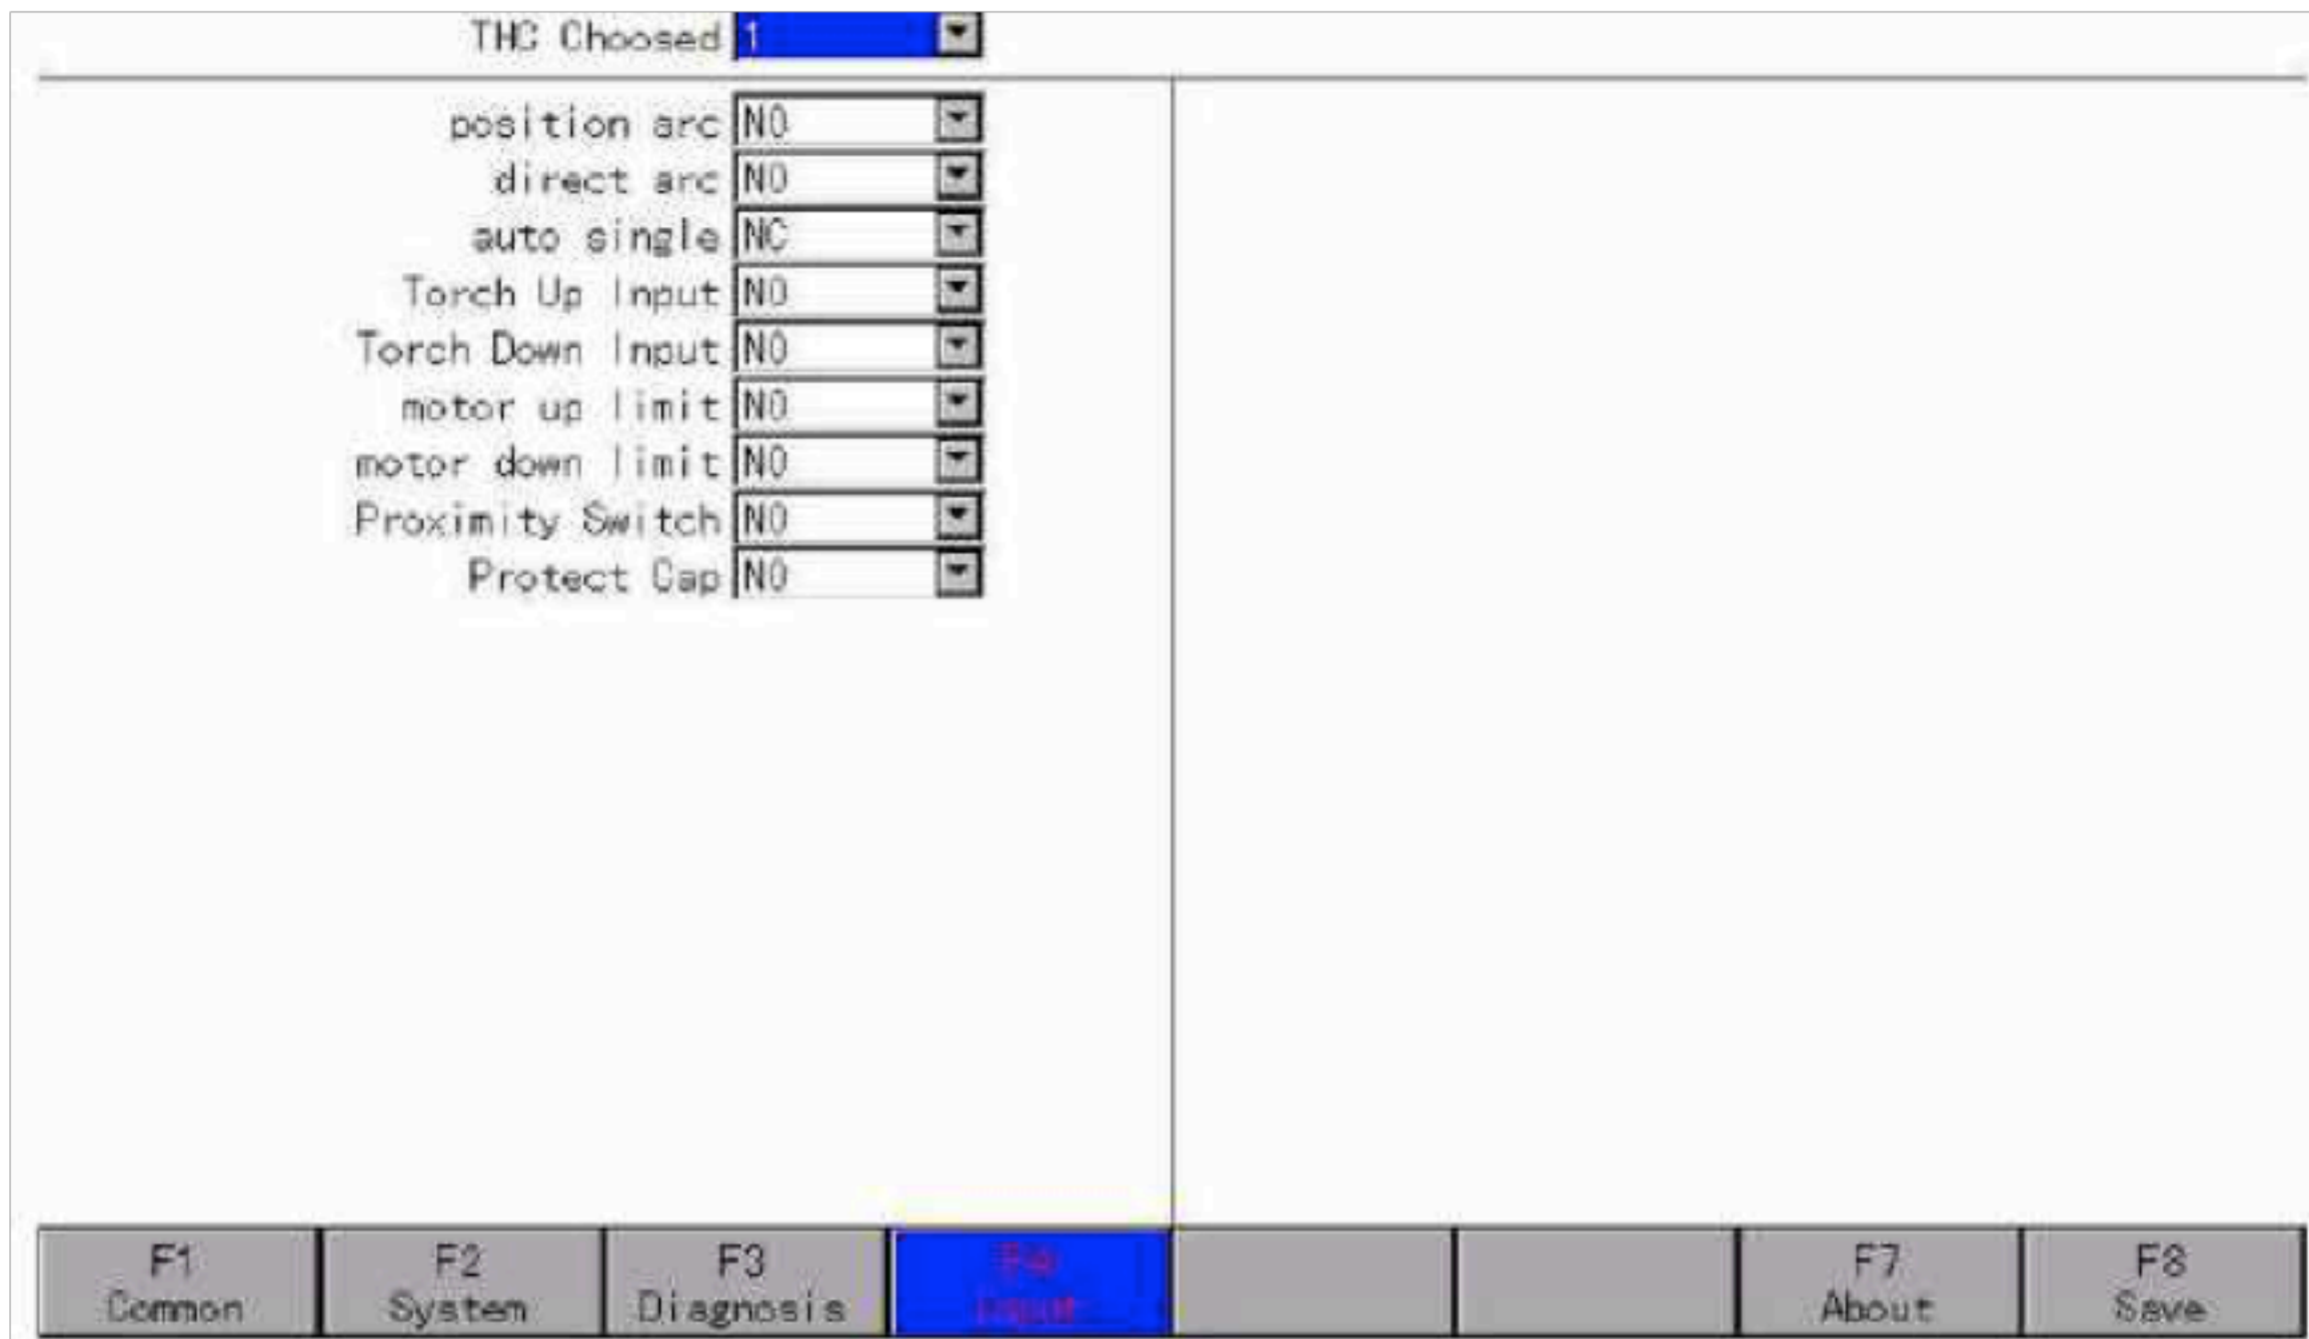 THC Choosed 1
position arc NO
direct arc NO
auto single NC
Torch Up Input NO
Torch Down Input NO
motor up limit NO
motor down limit NO
Proximity Switch NO
Protect Cap NO
F1 F2 F3 F4 F7 F8
Common System Diagnosis Input About Save